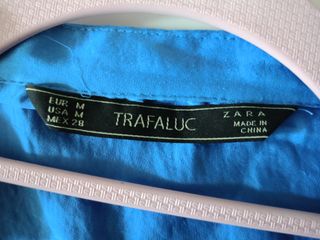 EUR M
USA M
MEX 28
TRAFALUC
ZARA
MADE IN
CHINA